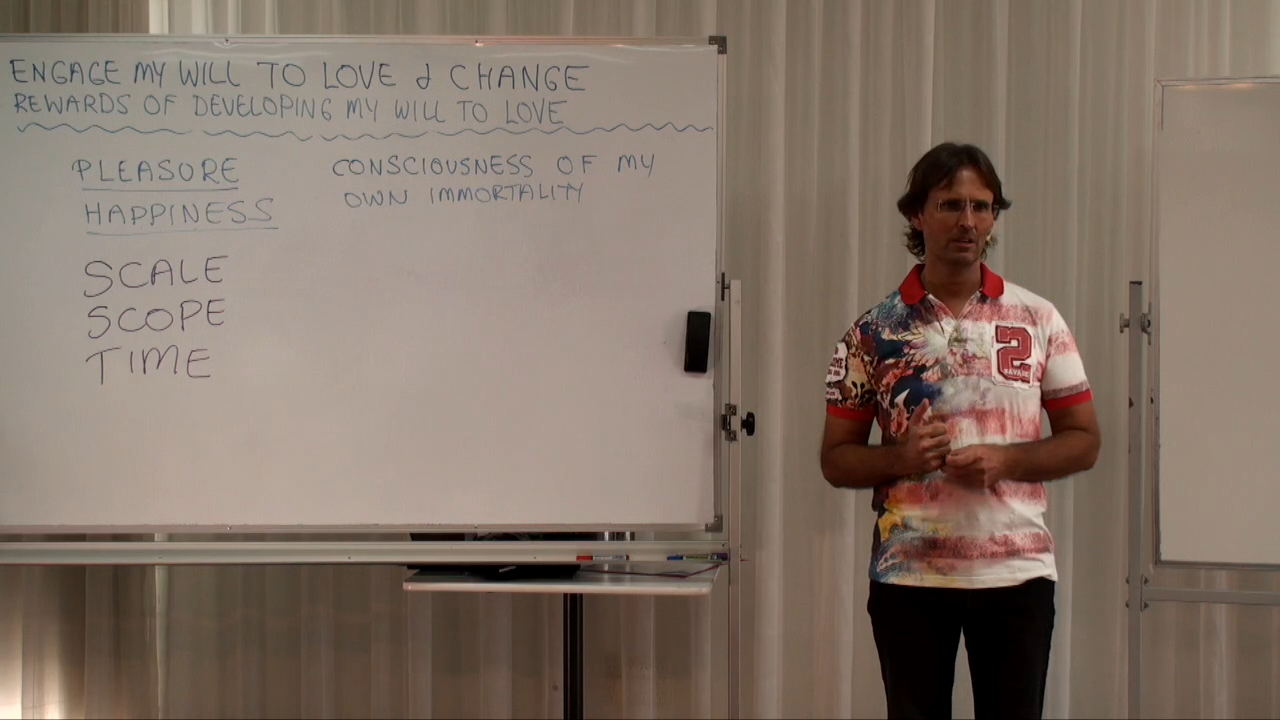 ENGAGE MY WILL TO LOVE & CHANGE
REWARDS OF DEVELOPING MY WILL TO LOVE
PLEASURE
HAPPINESS
CONSCIOUSNESS OF MY
OWN IMMORTALITY
SCALE
SCOPE
TIME
2
SAVAGE